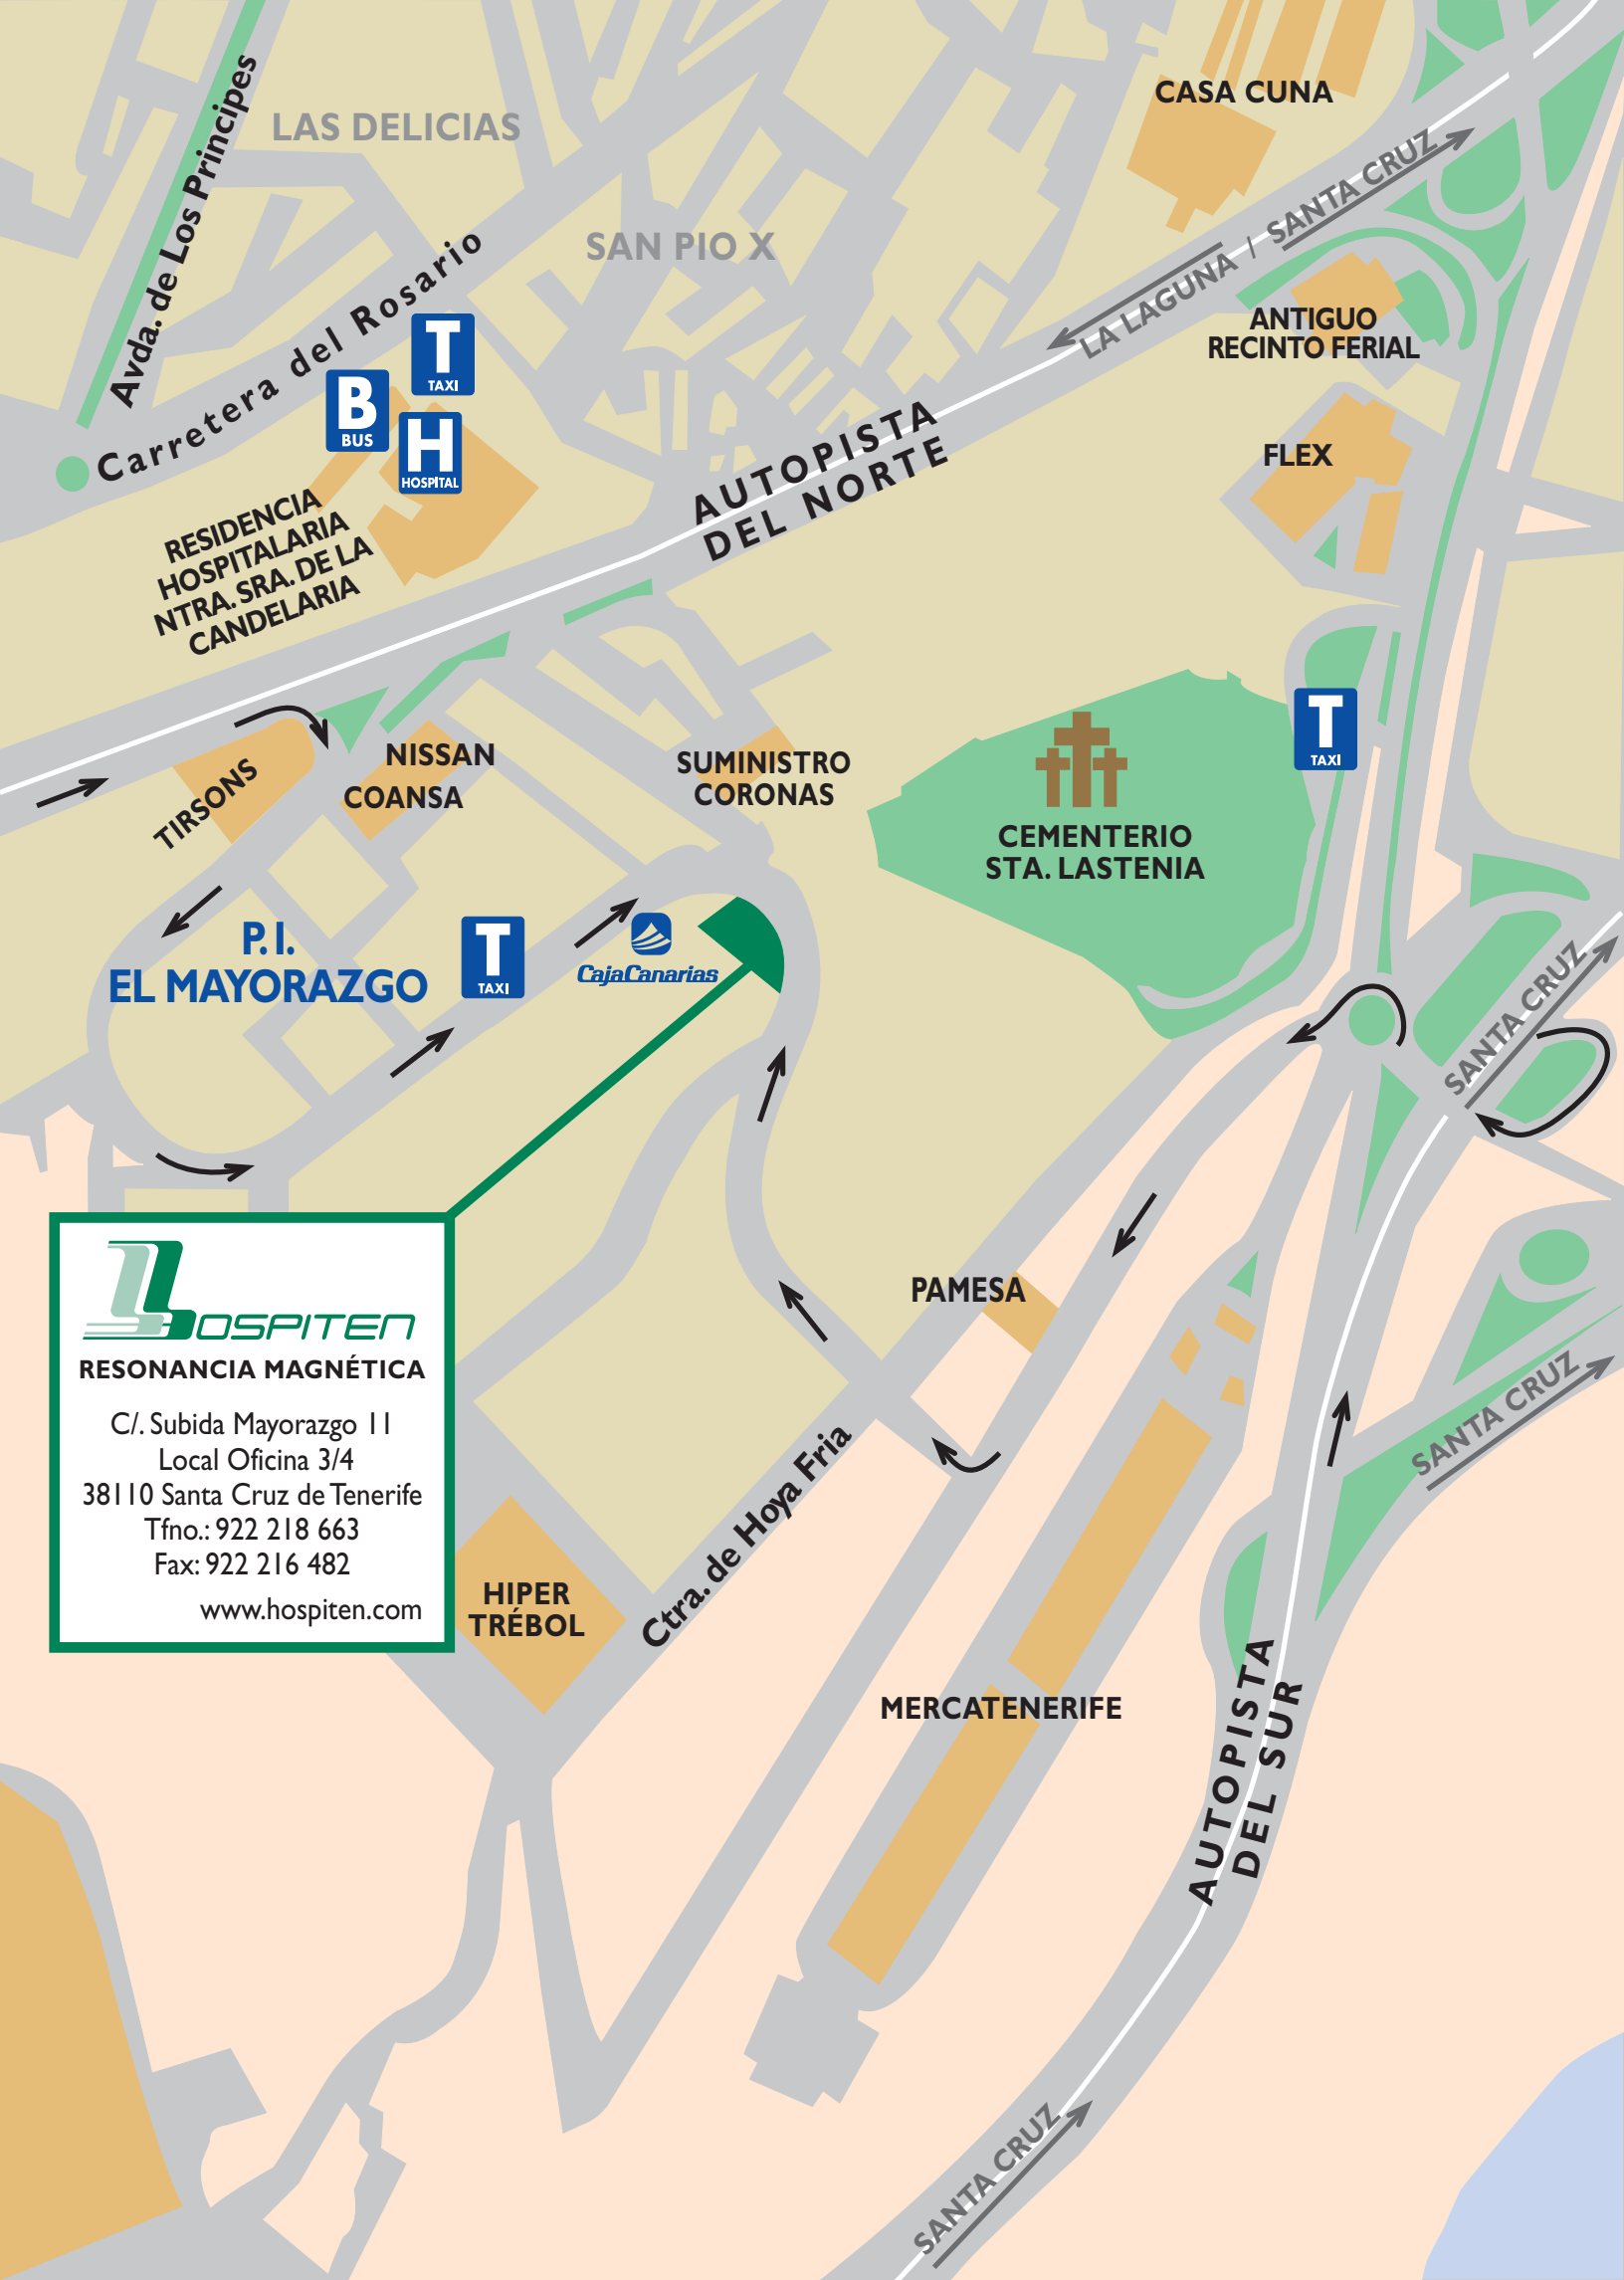 CASA CUNA
Avda. de Los Principes
LAS DELICIAS
SAN PIO X
LA LAGUNA / SANTA CRUZ
Carretera del Rosario
T
TAXI
B
BUS
H
HOSPITAL
ANTIGUO
RECINTO FERIAL
FLEX
AUTOPISTA
DEL NORTE
RESIDENCIA
HOSPITALARIA
NTRA. SRA. DE LA
CANDELARIA
T
TAXI
NISSAN
COANSA
TIRSONS
SUMINISTRO
CORONAS
CEMENTERIO
STA. LASTENIA
P. I.
EL MAYORAZGO
T
TAXI
CajaCanarias
SANTA CRUZ
PAMESA
HOSPITEN
RESONANCIA MAGNÉTICA
C/. Subida Mayorazgo 11
Local Oficina 3/4
38110 Santa Cruz de Tenerife
Tfno.: 922 218 663
Fax: 922 216 482
www.hospiten.com
SANTA CRUZ
Ctra. de Hoya Fria
HIPER
TRÉBOL
MERCATENERIFE
AUTOPISTA
DEL SUR
SANTA CRUZ